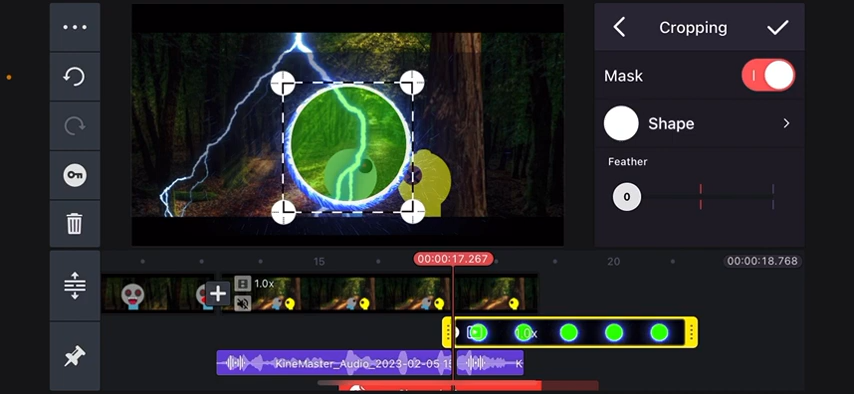 Cropping
Mask
Shape
Feather
0
15
00:00:17.267
20
00:00:18.768
1.0x
1.0x
KineMaster_Audio_2023-02-05 1
K